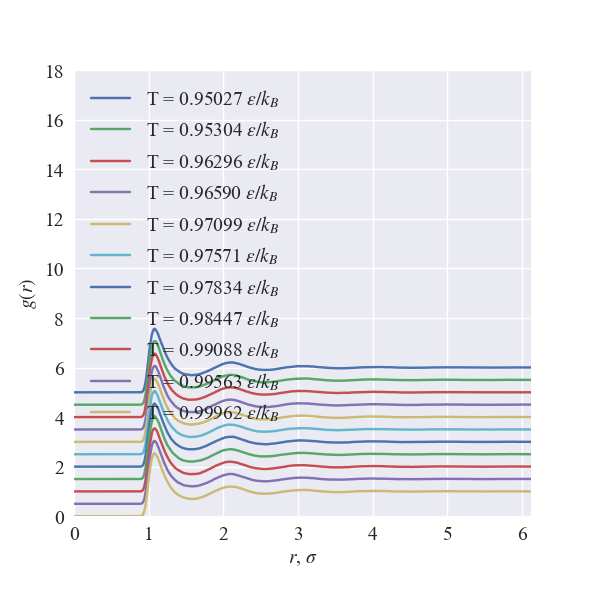 18
16
14
12
10
8
6
4
2
0
g(r)
T = 0.95027 ε/k_B
T = 0.95304 ε/k_B
T = 0.96296 ε/k_B
T = 0.96590 ε/k_B
T = 0.97099 ε/k_B
T = 0.97571 ε/k_B
T = 0.97834 ε/k_B
T = 0.98447 ε/k_B
T = 0.99088 ε/k_B
T = 0.99563 ε/k_B
T = 0.99962 ε/k_B
0 1 2 3 4 5 6
r, σ